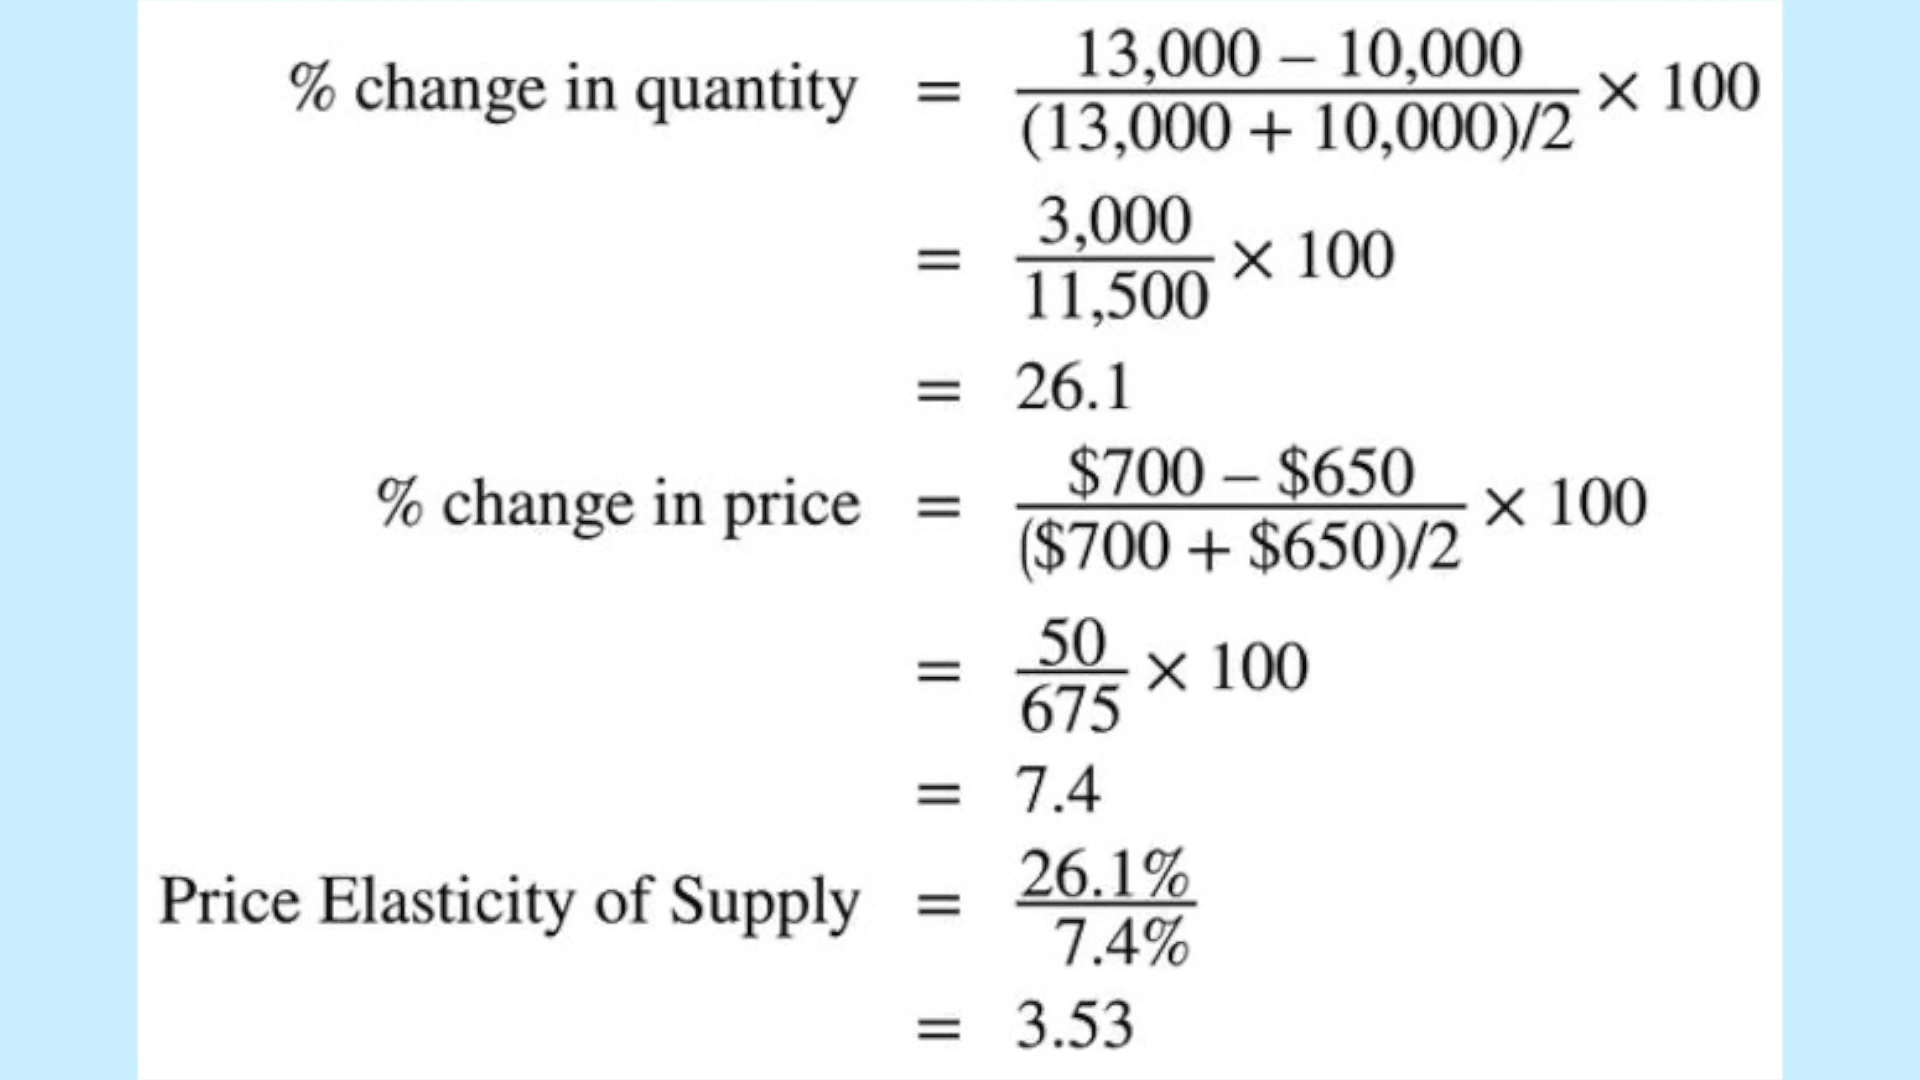 % change in quantity = 13,000 – 10,000 / (13,000 + 10,000)/2 × 100
= 3,000 / 11,500 × 100
= 26.1
% change in price = $700 – $650 / ($700 + $650)/2 × 100
= 50 / 675 × 100
= 7.4
Price Elasticity of Supply = 26.1% / 7.4%
= 3.53